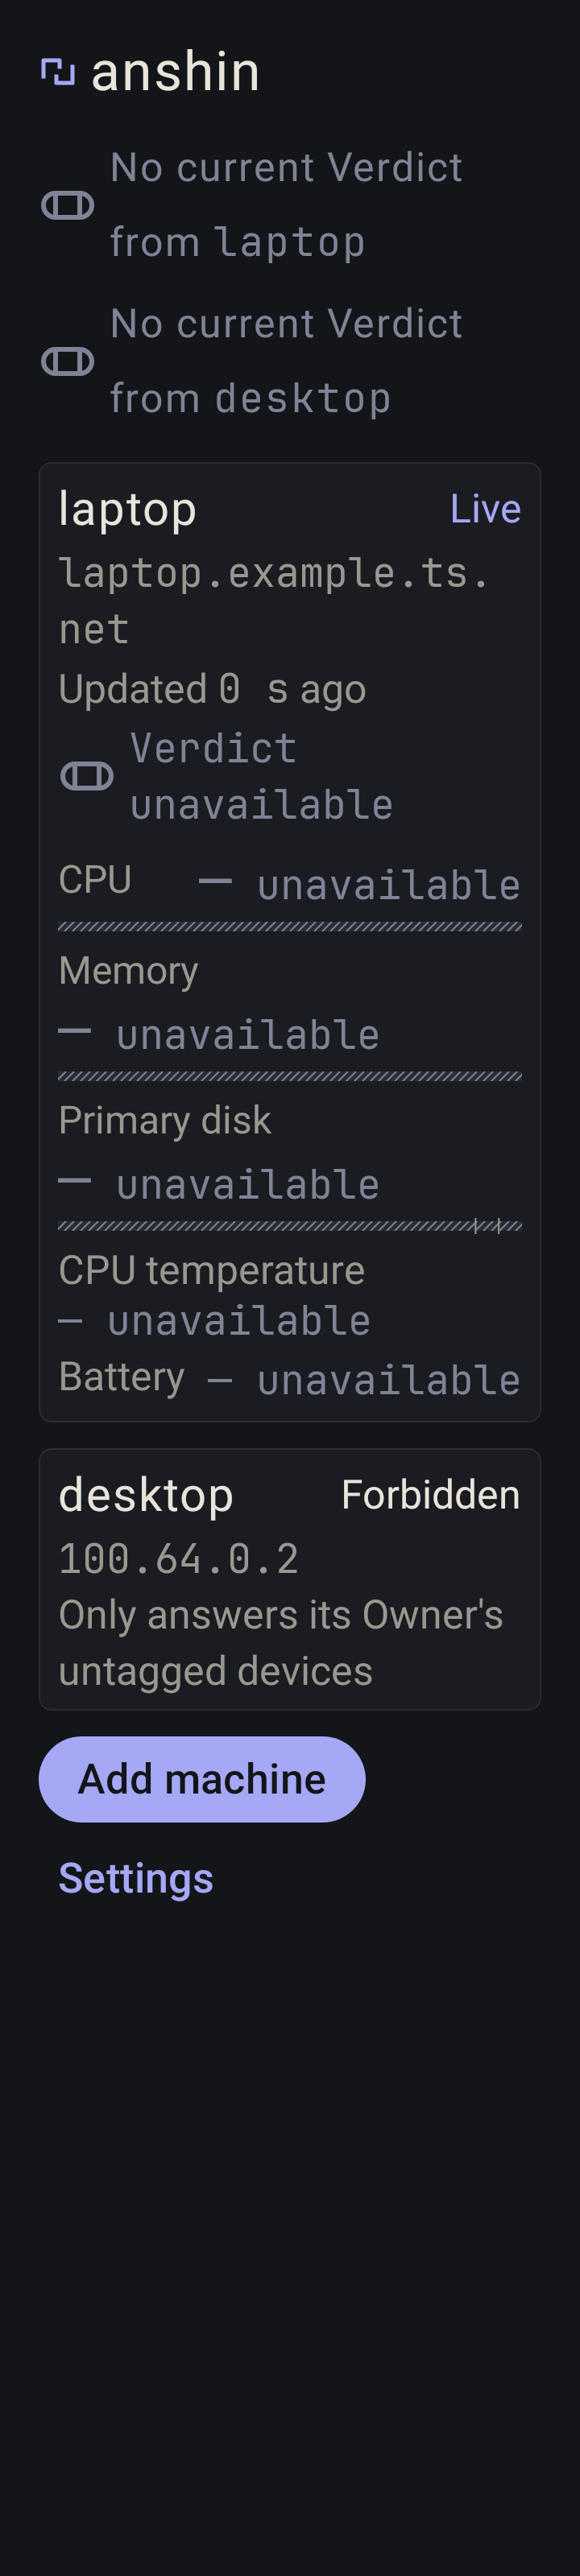 anshin
No current Verdict
from laptop
No current Verdict
from desktop
laptop
Live
laptop.example.ts.
net
Updated 0 s ago
Verdict
unavailable
CPU — unavailable
Memory
— unavailable
Primary disk
— unavailable
CPU temperature
— unavailable
Battery — unavailable
desktop
Forbidden
100.64.0.2
Only answers its Owner's
untagged devices
Add machine
Settings